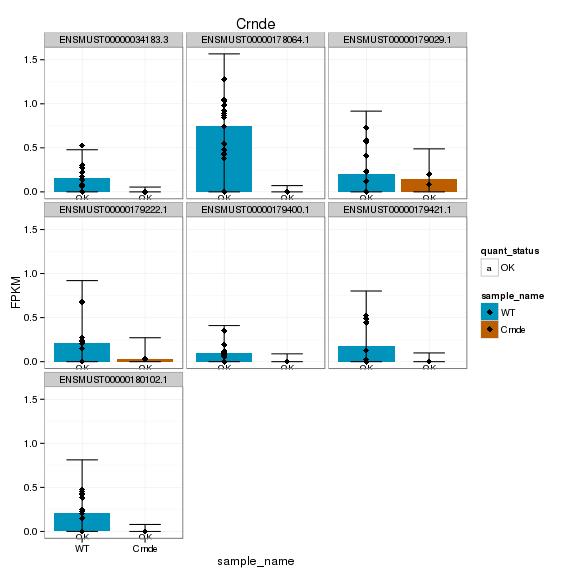 Crnde
ENSMUST00000034183.3 ENSMUST00000178064.1 ENSMUST00000179029.1
1.5
1.0
0.5
0.0
OK OK OK OK OK OK
ENSMUST00000179222.1 ENSMUST00000179400.1 ENSMUST00000179421.1
1.5
1.0
0.5
0.0
OK OK OK OK OK OK
FPKM
ENSMUST00000180102.1
1.5
1.0
0.5
0.0
OK OK
WT Crnde
sample_name
quant_status
a OK
sample_name
WT
Crnde